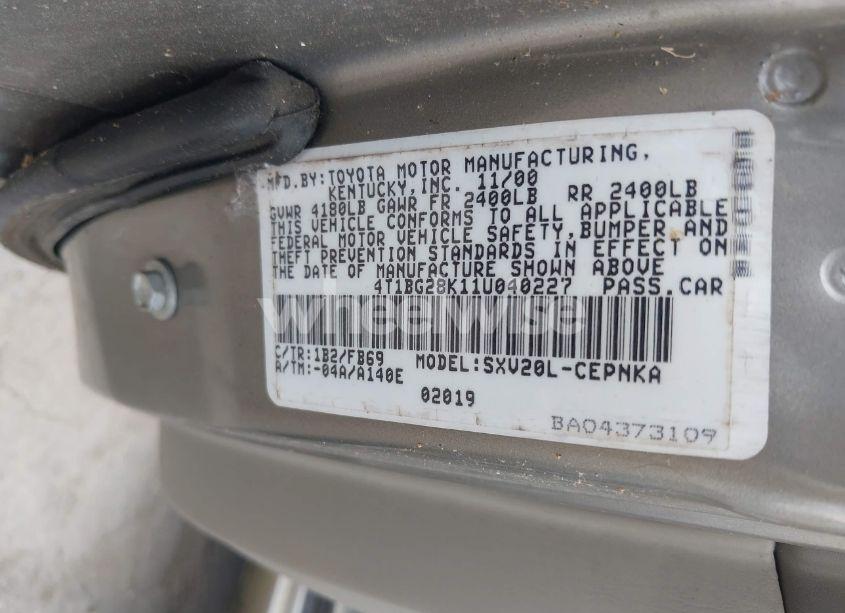 MFD.BY:TOYOTA MOTOR MANUFACTURING,
KENTUCKY,INC. 11/00
GVWR 4180LB GAWR FR 2400LB RR 2400LB
THIS VEHICLE CONFORMS TO ALL APPLICABLE
FEDERAL MOTOR VEHICLE SAFETY,BUMPER,AND
THEFT PREVENTION STANDARDS IN EFFECT ON
THE DATE OF MANUFACTURE SHOWN ABOVE
4T1BG28K11U040227 PASS.CAR
wheelwise
C/TR:1B2/FB69 MODEL:SXV20L-CEPNKA
A/TM:-04A/A140E
02019
BA04373109